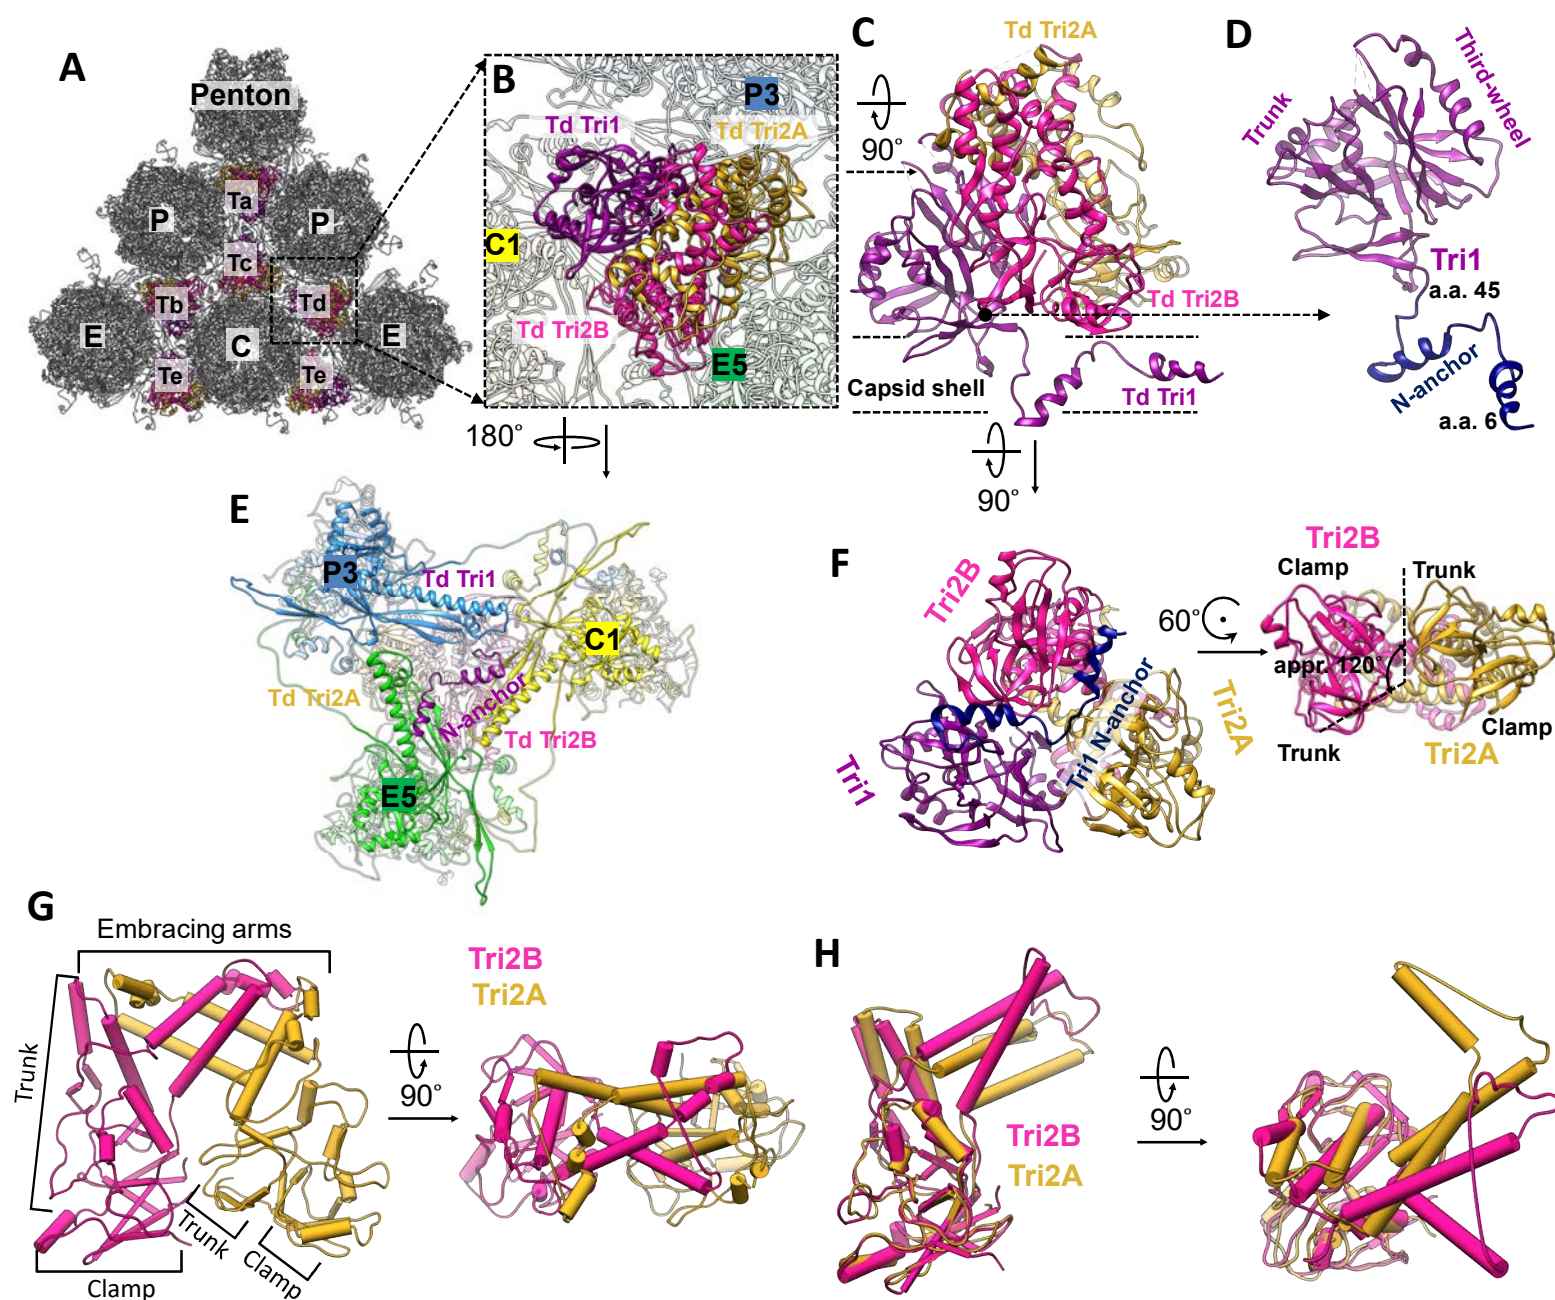 A
Penton
Ta
P
P
Tc
Tb
Td
E
C
E
Te
Te
B
P3
Td Tri1
Td Tri2A
C1
Td Tri2B
E5
180°
C
Td Tri2A
90°
Td Tri2B
Capsid shell
Td Tri1
90°
D
Trunk
Third-wheel
Tri1
a.a. 45
N-anchor
a.a. 6
E
P3
Td Tri1
C1
Td Tri2A
N-anchor
Td Tri2B
E5
F
Tri2B
Tri1 N-anchor
Tri2A
Tri1
60°
Tri2B
Clamp
Trunk
appr. 120°
Clamp
Trunk
Tri2A
G
Embracing arms
Trunk
Trunk
Clamp
Clamp
Tri2B
Tri2A
90°
H
Tri2B
Tri2A
90°